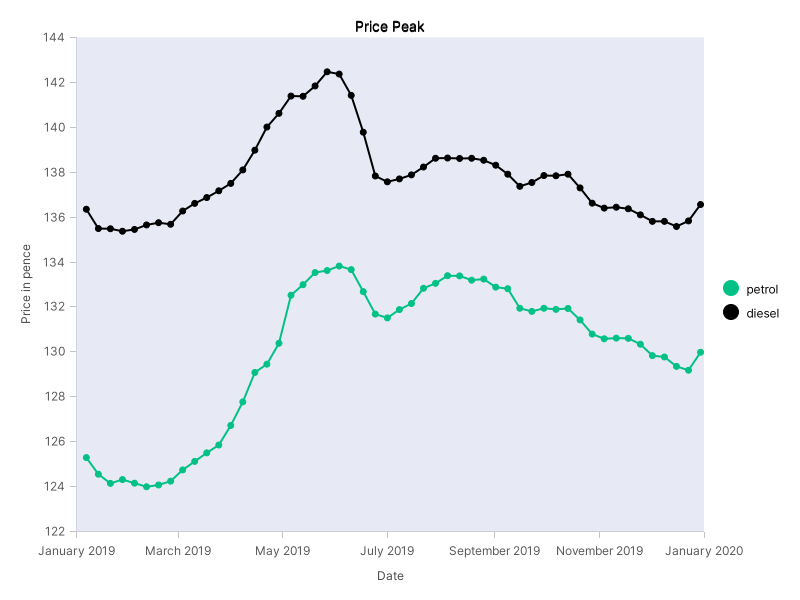 Price Peak
144
142
140
138
136
134
132
130
128
126
124
122
Price in pence
January 2019 March 2019 May 2019 July 2019 September 2019 November 2019 January 2020
Date
petrol
diesel